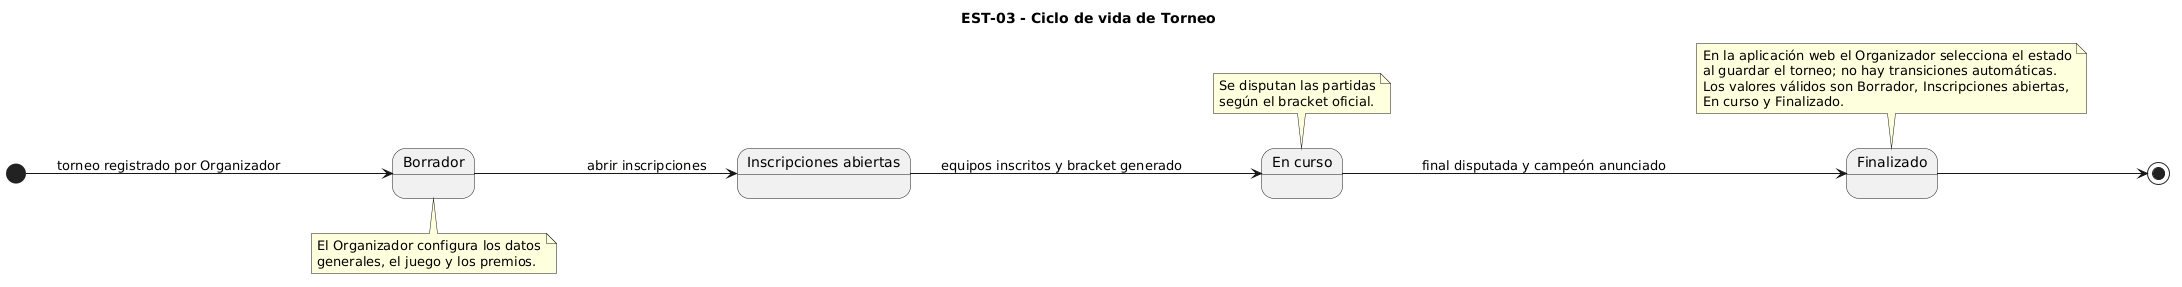 EST-03 - Ciclo de vida de Torneo
En la aplicación web el Organizador selecciona el estado
al guardar el torneo; no hay transiciones automáticas.
Los valores válidos son Borrador, Inscripciones abiertas,
En curso y Finalizado.
Se disputan las partidas
según el bracket oficial.
torneo registrado por Organizador
Borrador
abrir inscripciones
Inscripciones abiertas
equipos inscritos y bracket generado
En curso
final disputada y campeón anunciado
Finalizado
El Organizador configura los datos
generales, el juego y los premios.